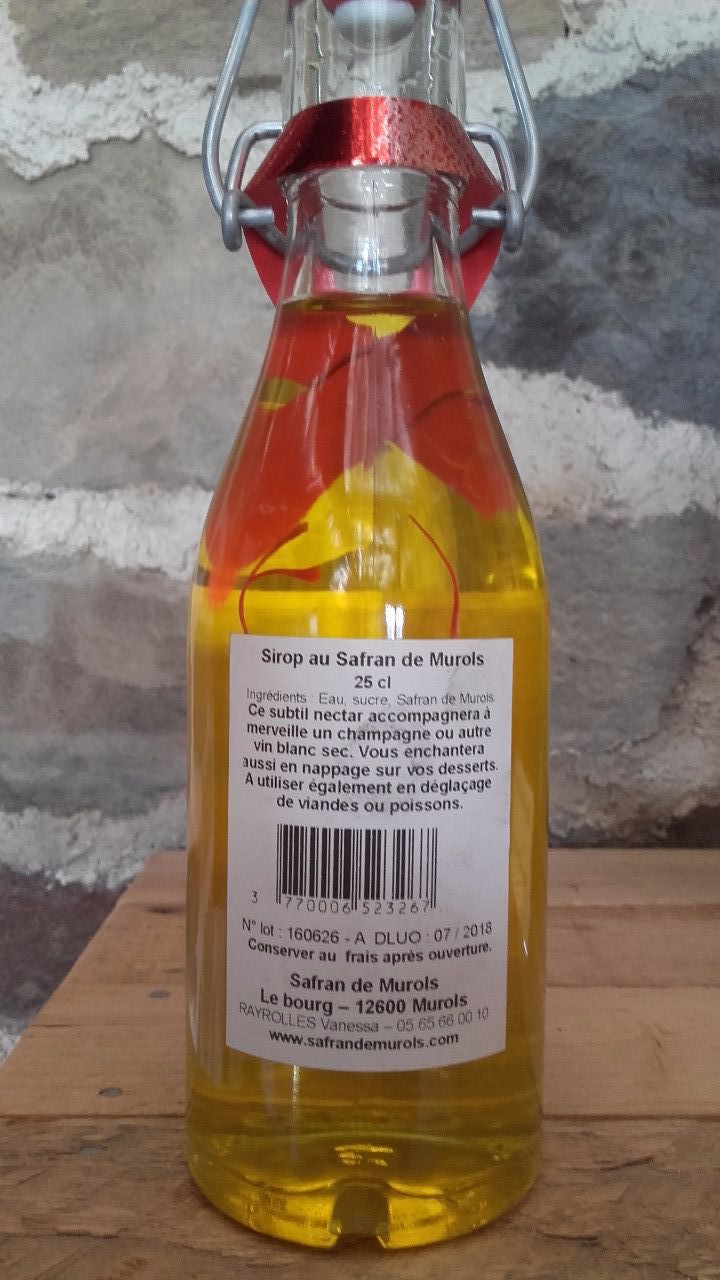 Sirop au Safran de Murols
25 cl
Ingrédients : Eau, sucre, Safran de Murols
Ce subtil nectar accompagnera à
merveille un champagne ou autre
vin blanc sec. Vous enchantera
aussi en nappage sur vos desserts.
A utiliser également en déglaçage
de viandes ou poissons.
3 770006 523267
N° lot : 160626 - A DLUO : 07 / 2018
Conserver au frais après ouverture.
Safran de Murols
Le bourg – 12600 Murols
RAYROLLES Vanessa – 05 65 66 00 10
www.safrandemurols.com